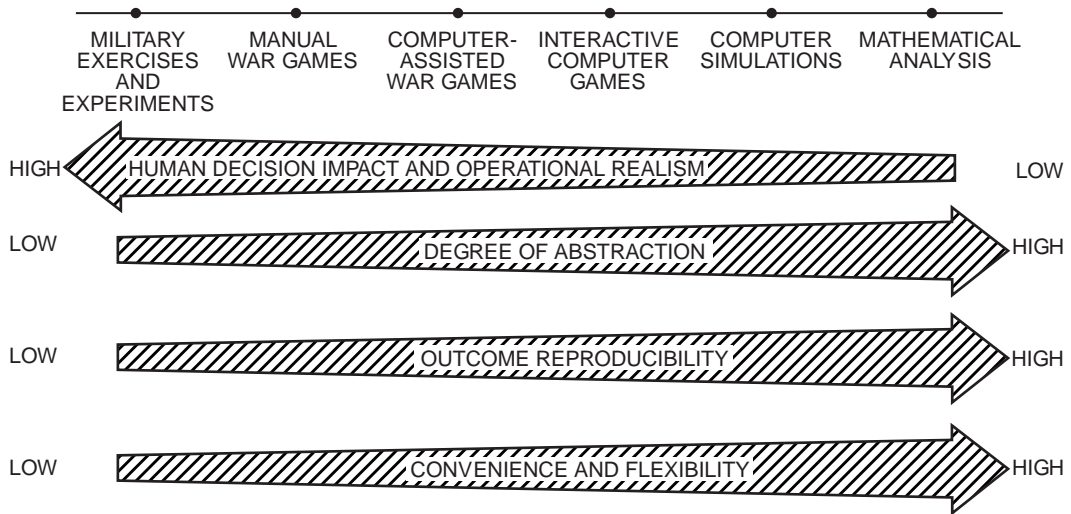 MILITARY
EXERCISES
AND
EXPERIMENTS
MANUAL
WAR GAMES
COMPUTER-
ASSISTED
WAR GAMES
INTERACTIVE
COMPUTER
GAMES
COMPUTER
SIMULATIONS
MATHEMATICAL
ANALYSIS
HIGH
HUMAN DECISION IMPACT AND OPERATIONAL REALISM
LOW
LOW
DEGREE OF ABSTRACTION
HIGH
LOW
OUTCOME REPRODUCIBILITY
HIGH
LOW
CONVENIENCE AND FLEXIBILITY
HIGH